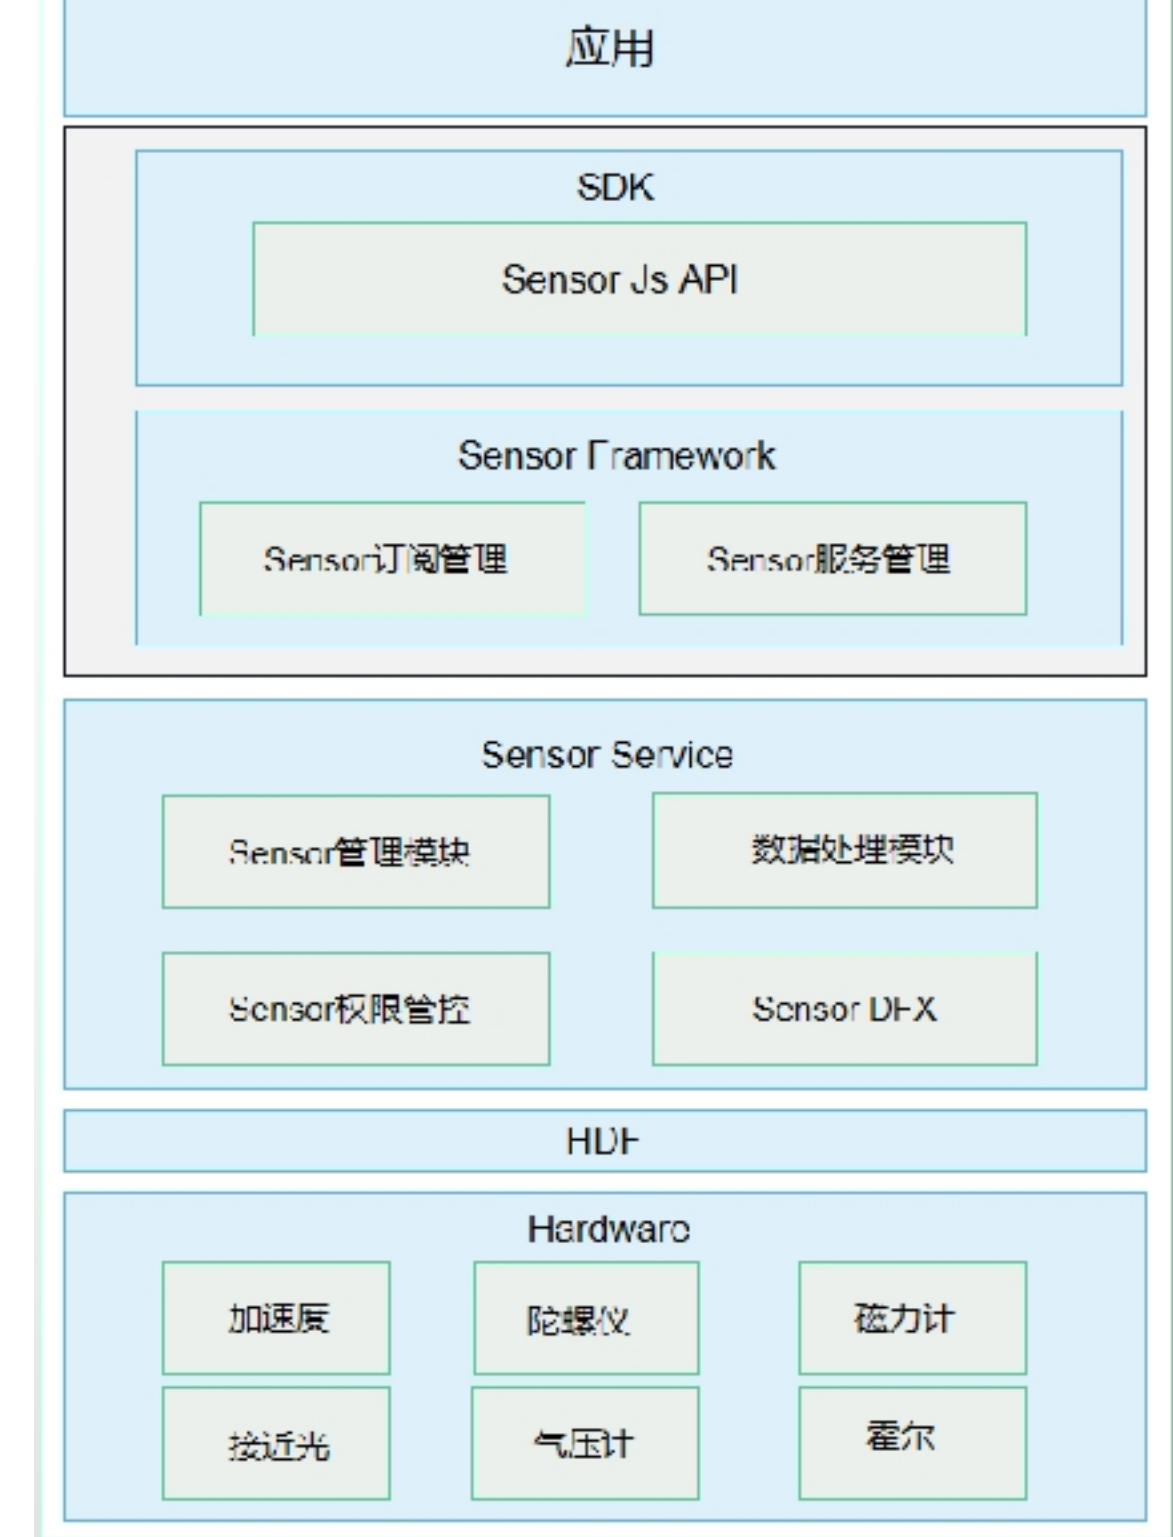 应用
SDK
Sensor Js API
Sensor Framework
Sensor订阅管理
Sensor服务管理
Sensor Service
Sensor管理模块
数据处理模块
Sensor权限管控
Sensor DFX
HDF
Hardware
加速度
陀螺仪
磁力计
接近光
气压计
霍尔